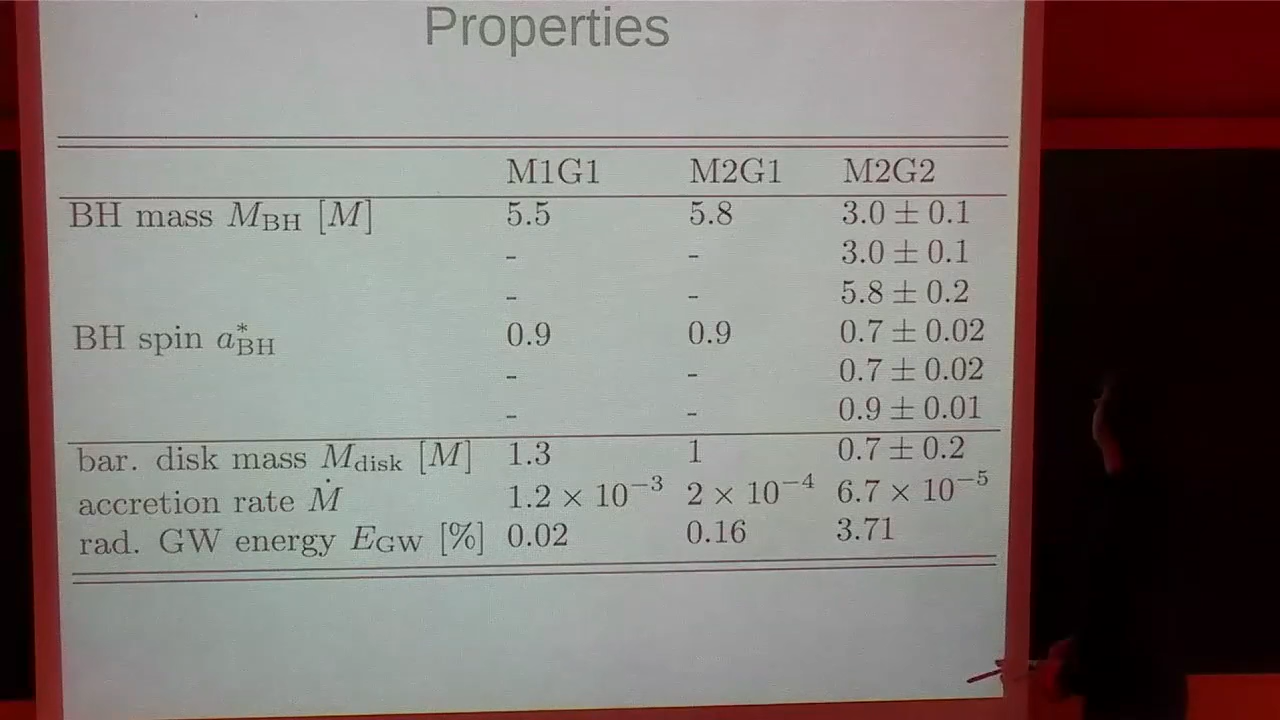 Properties
M1G1 M2G1 M2G2
BH mass M_BH [M] 5.5 5.8 3.0 ± 0.1
- - 3.0 ± 0.1
- - 5.8 ± 0.2
BH spin a*_BH 0.9 0.9 0.7 ± 0.02
- - 0.7 ± 0.02
- - 0.9 ± 0.01
bar. disk mass M_disk [M] 1.3 1 0.7 ± 0.2
accretion rate Ṁ 1.2 × 10⁻³ 2 × 10⁻⁴ 6.7 × 10⁻⁵
rad. GW energy E_GW [%] 0.02 0.16 3.71